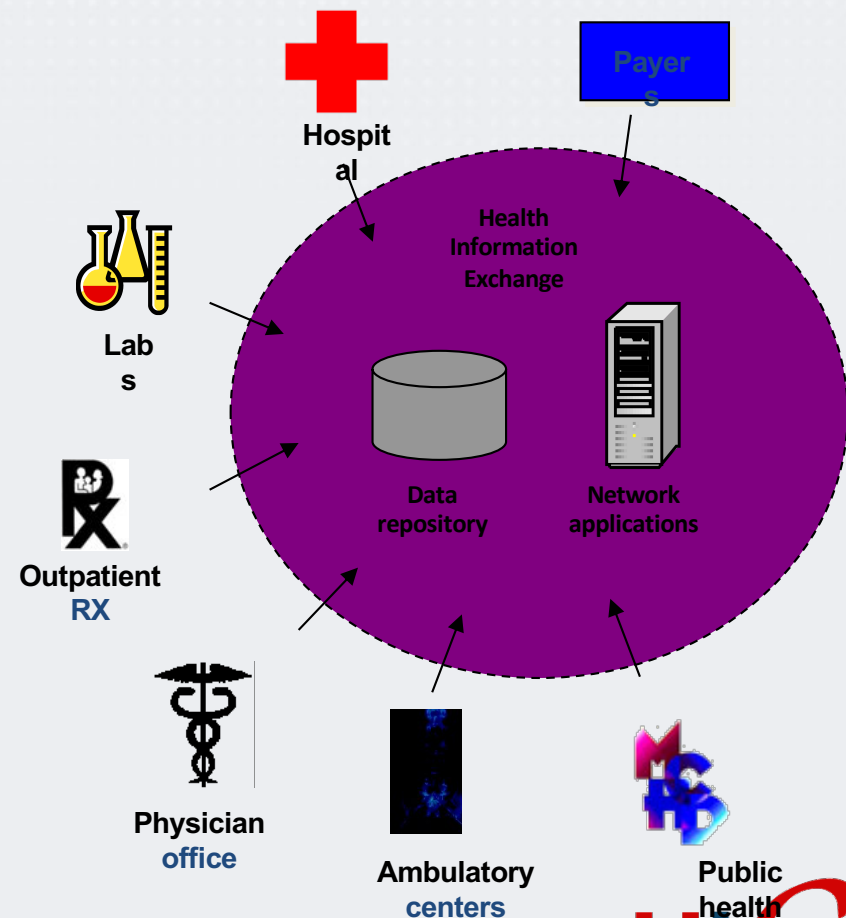 Payer
s
Hospit
al
Health
Information
Exchange
Lab
s
Data
repository
Network
applications
RX
Outpatient
RX
Physician
office
Ambulatory
centers
Public
health